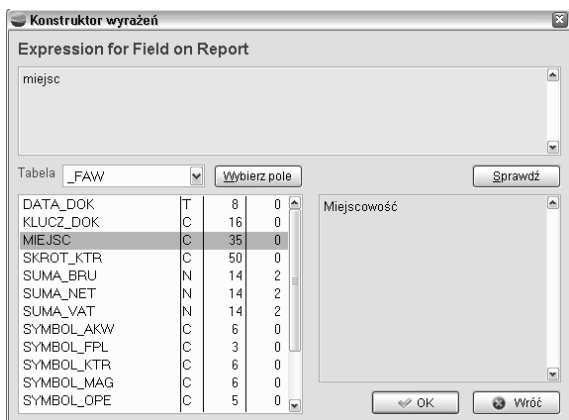 Konstruktor wyrażeń
Expression for Field on Report
miejsc
Tabela _FAW Wybierz pole Sprawdź
DATA_DOK T 8 0
KLUCZ_DOK C 16 0
MIEJSC C 35 0
SKROT_KTR C 50 0
SUMA_BRU N 14 2
SUMA_NET N 14 2
SUMA_VAT N 14 2
SYMBOL_AKW C 6 0
SYMBOL_FPL C 3 0
SYMBOL_KTR C 6 0
SYMBOL_MAG C 6 0
SYMBOL_OPE C 5 0
Miejscowość
OK Wróć